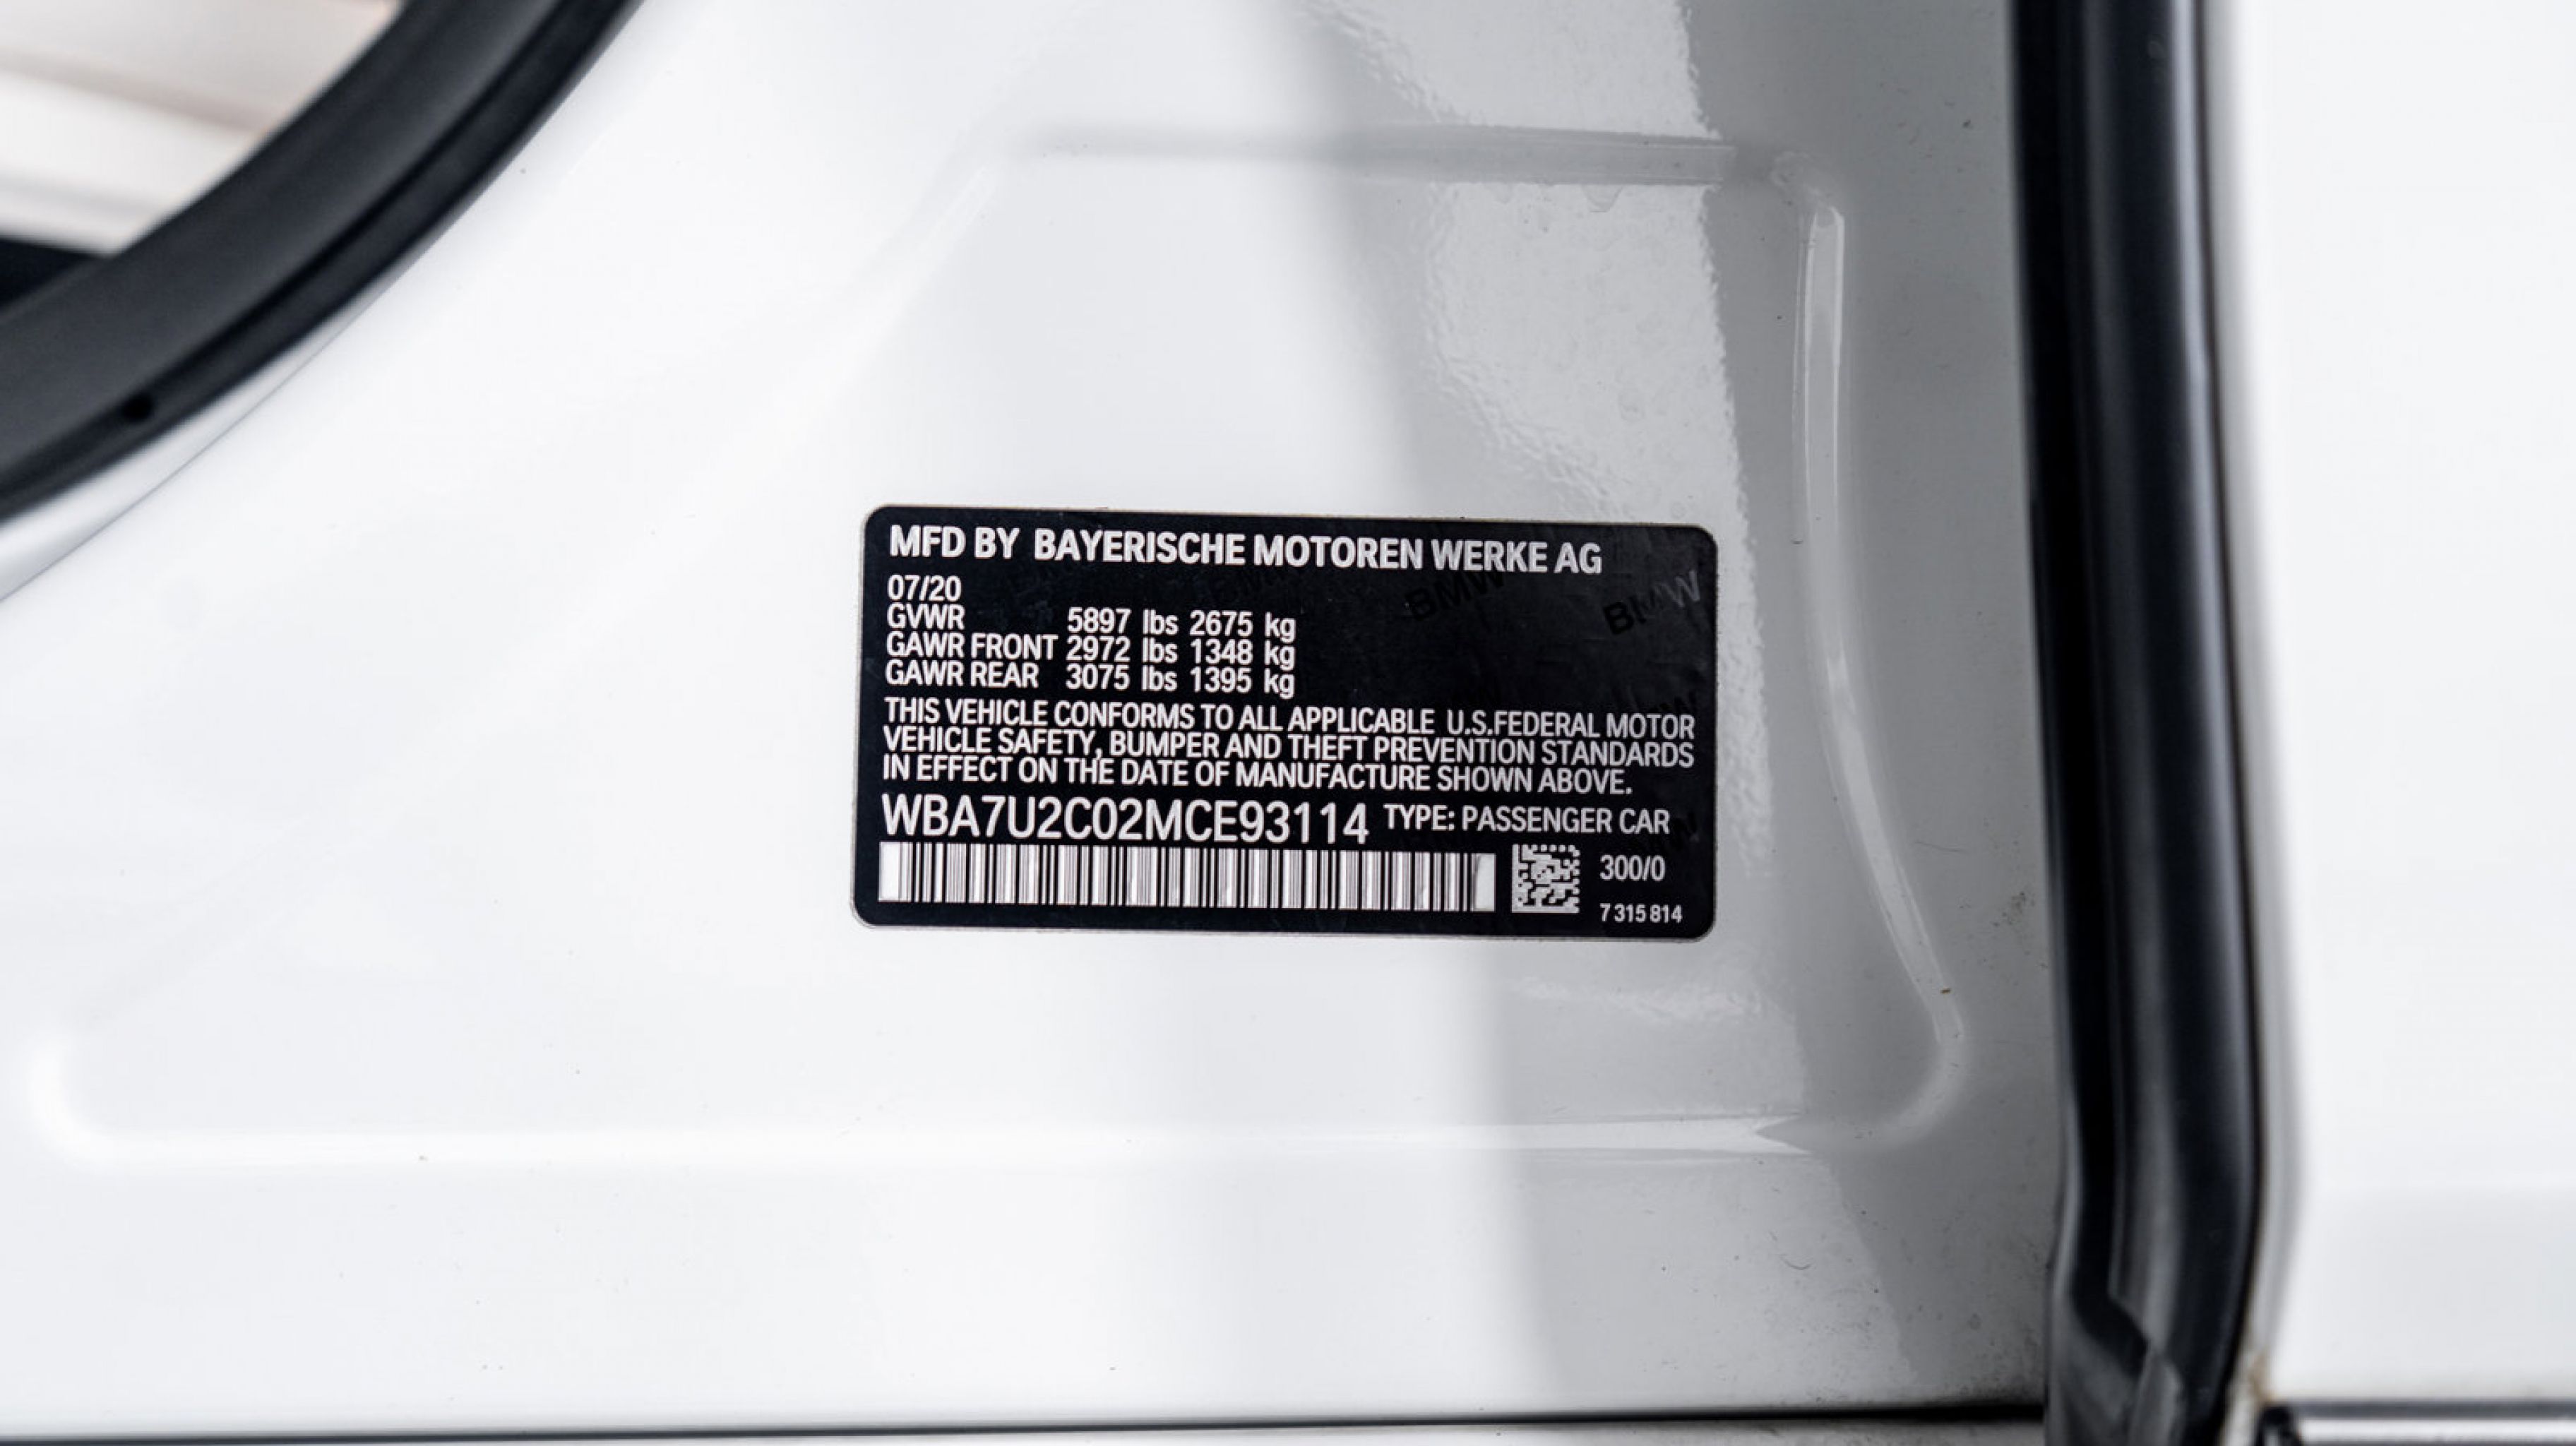 MFD BY BAYERISCHE MOTOREN WERKE AG
07/20
GVWR 5897 lbs 2675 kg
GAWR FRONT 2972 lbs 1348 kg
GAWR REAR 3075 lbs 1395 kg
THIS VEHICLE CONFORMS TO ALL APPLICABLE U.S.FEDERAL MOTOR
VEHICLE SAFETY, BUMPER AND THEFT PREVENTION STANDARDS
IN EFFECT ON THE DATE OF MANUFACTURE SHOWN ABOVE.
WBA7U2C02MCE93114 TYPE: PASSENGER CAR
300/0
7 315 814
BMW
BMW